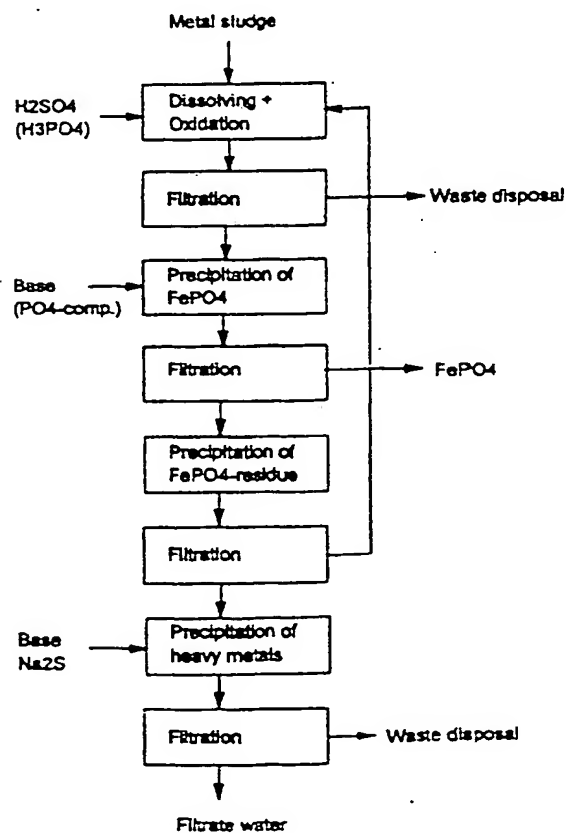 Metal sludge
H2SO4
(H3PO4)
Dissolving +
Oxidation
Filtration
Waste disposal
Base
(PO4-comp.)
Precipitation of
FePO4
Filtration
FePO4
Precipitation of
FePO4-residue
Filtration
Base
Na2S
Precipitation of
heavy metals
Filtration
Waste disposal
Filtrate water